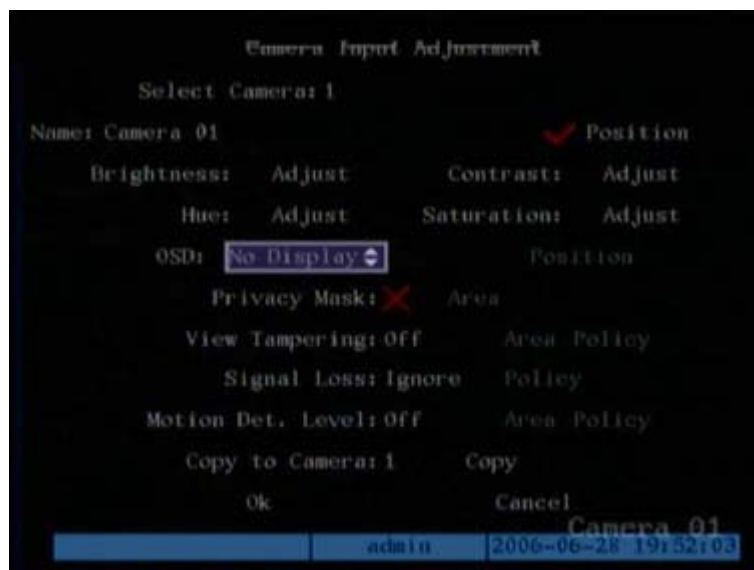 Camera Input Adjustment
Select Camera: 1
Name: Camera 01 Position
Brightness: Adjust Contrast: Adjust
Hue: Adjust Saturation: Adjust
OSD: No Display Position
Privacy Mask: Area
View Tampering: Off Area Policy
Signal Loss: Ignore Policy
Motion Det. Level: Off Area Policy
Copy to Camera: 1 Copy
Ok Cancel
Camera 01
admin 2006-06-28 19:52:03